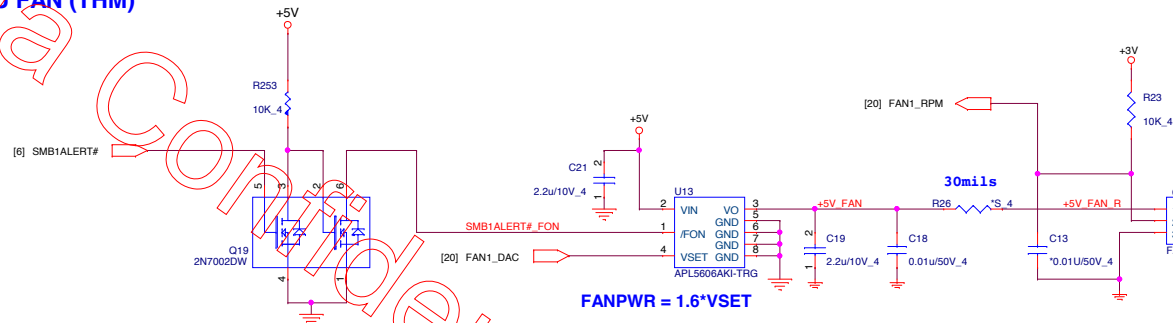 FAN (THM)
+5V
+3V
R253
10K_4
R23
10K_4
[20] FAN1_RPM
+5V
[6] SMB1ALERT#
C21
2
1
2.2u/10V_4
5
3
2
6
4
1
Q19
2N7002DW
SMB1ALERT#_FON
[20] FAN1_DAC
U13
2
VIN
VO
3
GND
5
1
/FON
GND
6
GND
7
4
VSET
GND
8
APL5606AKI-TRG
+5V_FAN
30mils
R26
*S_4
+5V_FAN_R
C19
2
1
2.2u/10V_4
C18
0.01u/50V_4
C13
*0.01U/50V_4
FANPWR = 1.6*VSET